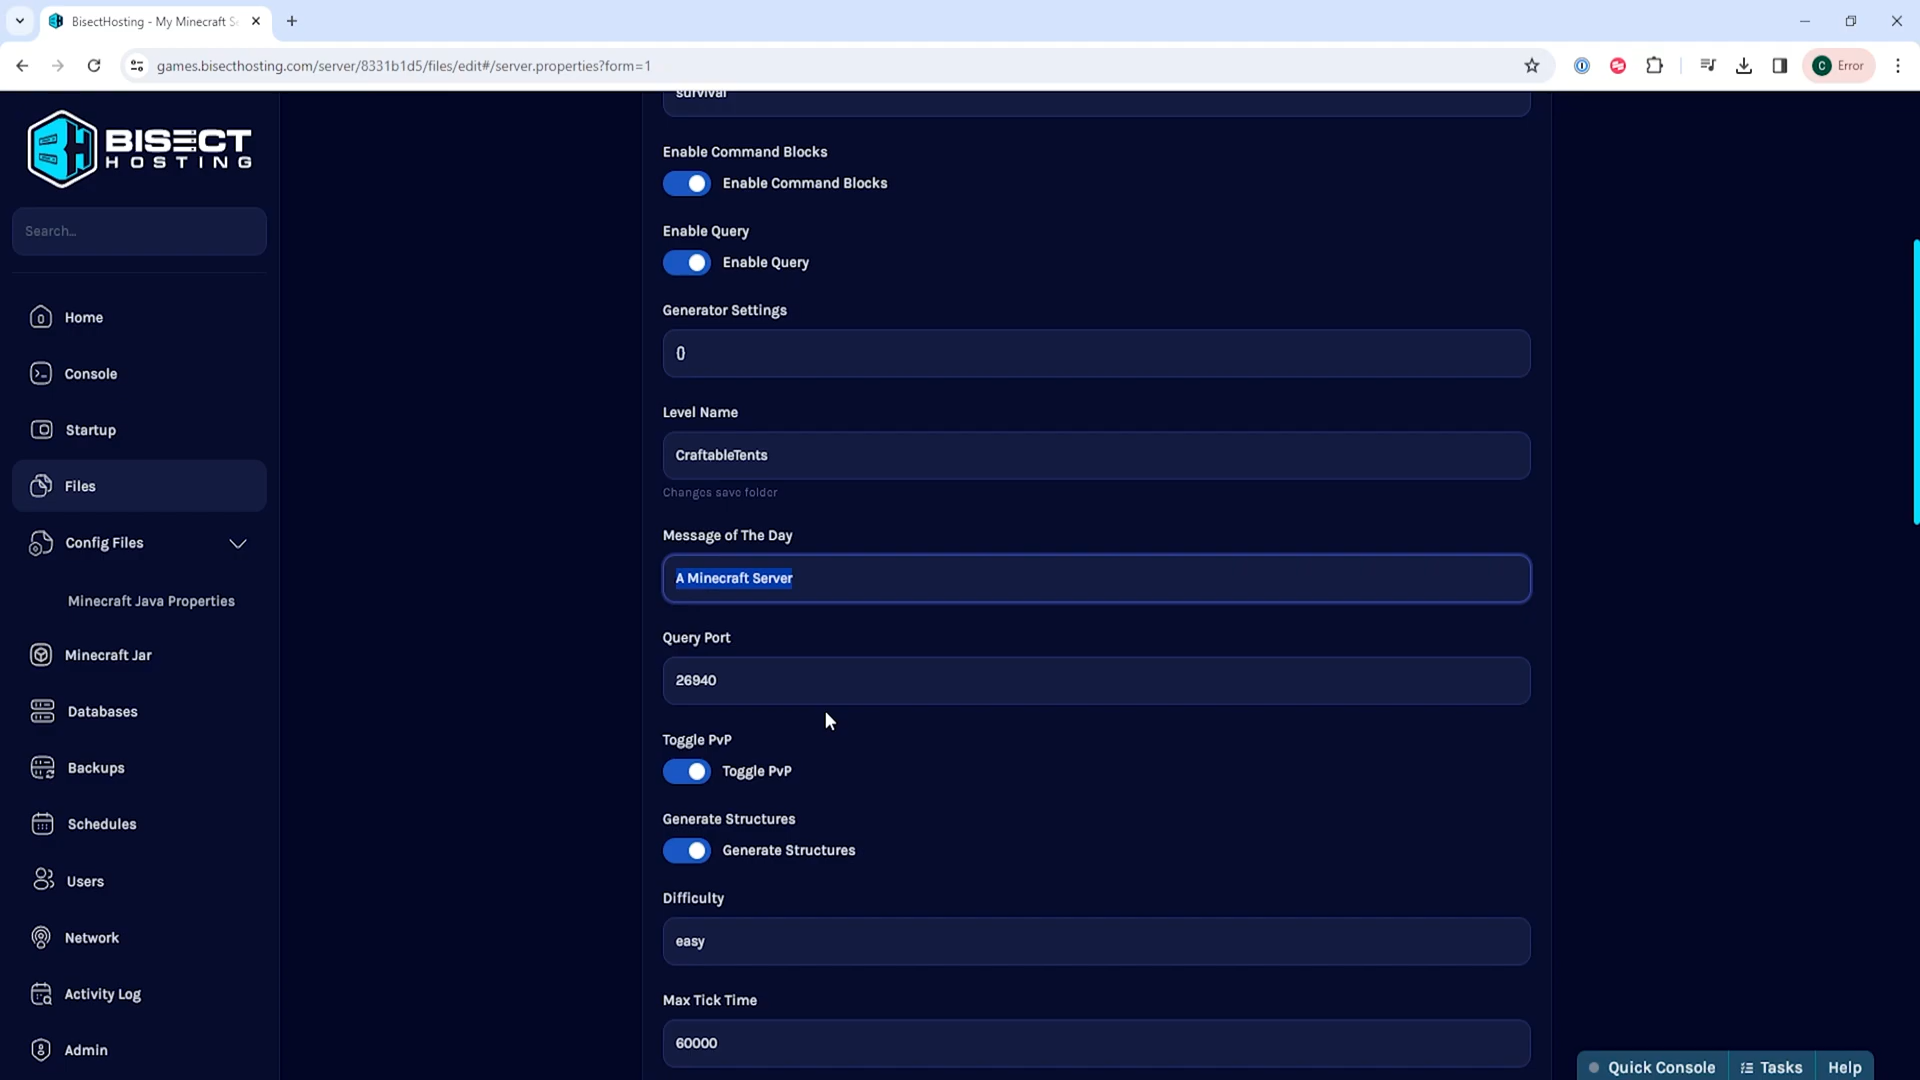 BisectHosting - My Minecraft S
games.bisecthosting.com/server/8331b1d5/files/edit#/server.properties?form=1
C Error
BISECT
HOSTING
Search...
Home
Console
Startup
Files
Config Files
Minecraft Java Properties
Minecraft Jar
Databases
Backups
Schedules
Users
Network
Activity Log
Admin
survival
Enable Command Blocks
Enable Command Blocks
Enable Query
Enable Query
Generator Settings
{}
Level Name
CraftableTents
Changes save folder
Message of The Day
A Minecraft Server
Query Port
26940
Toggle PvP
Toggle PvP
Generate Structures
Generate Structures
Difficulty
easy
Max Tick Time
60000
Quick Console Tasks Help